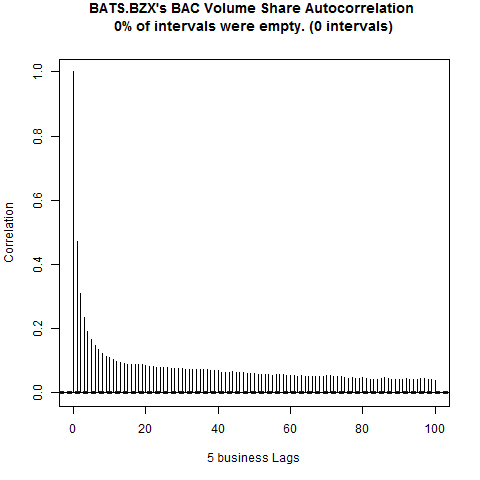 BATS.BZX's BAC Volume Share Autocorrelation
0% of intervals were empty. (0 intervals)
Correlation
1.0
0.8
0.6
0.4
0.2
0.0
0 20 40 60 80 100
5 business Lags